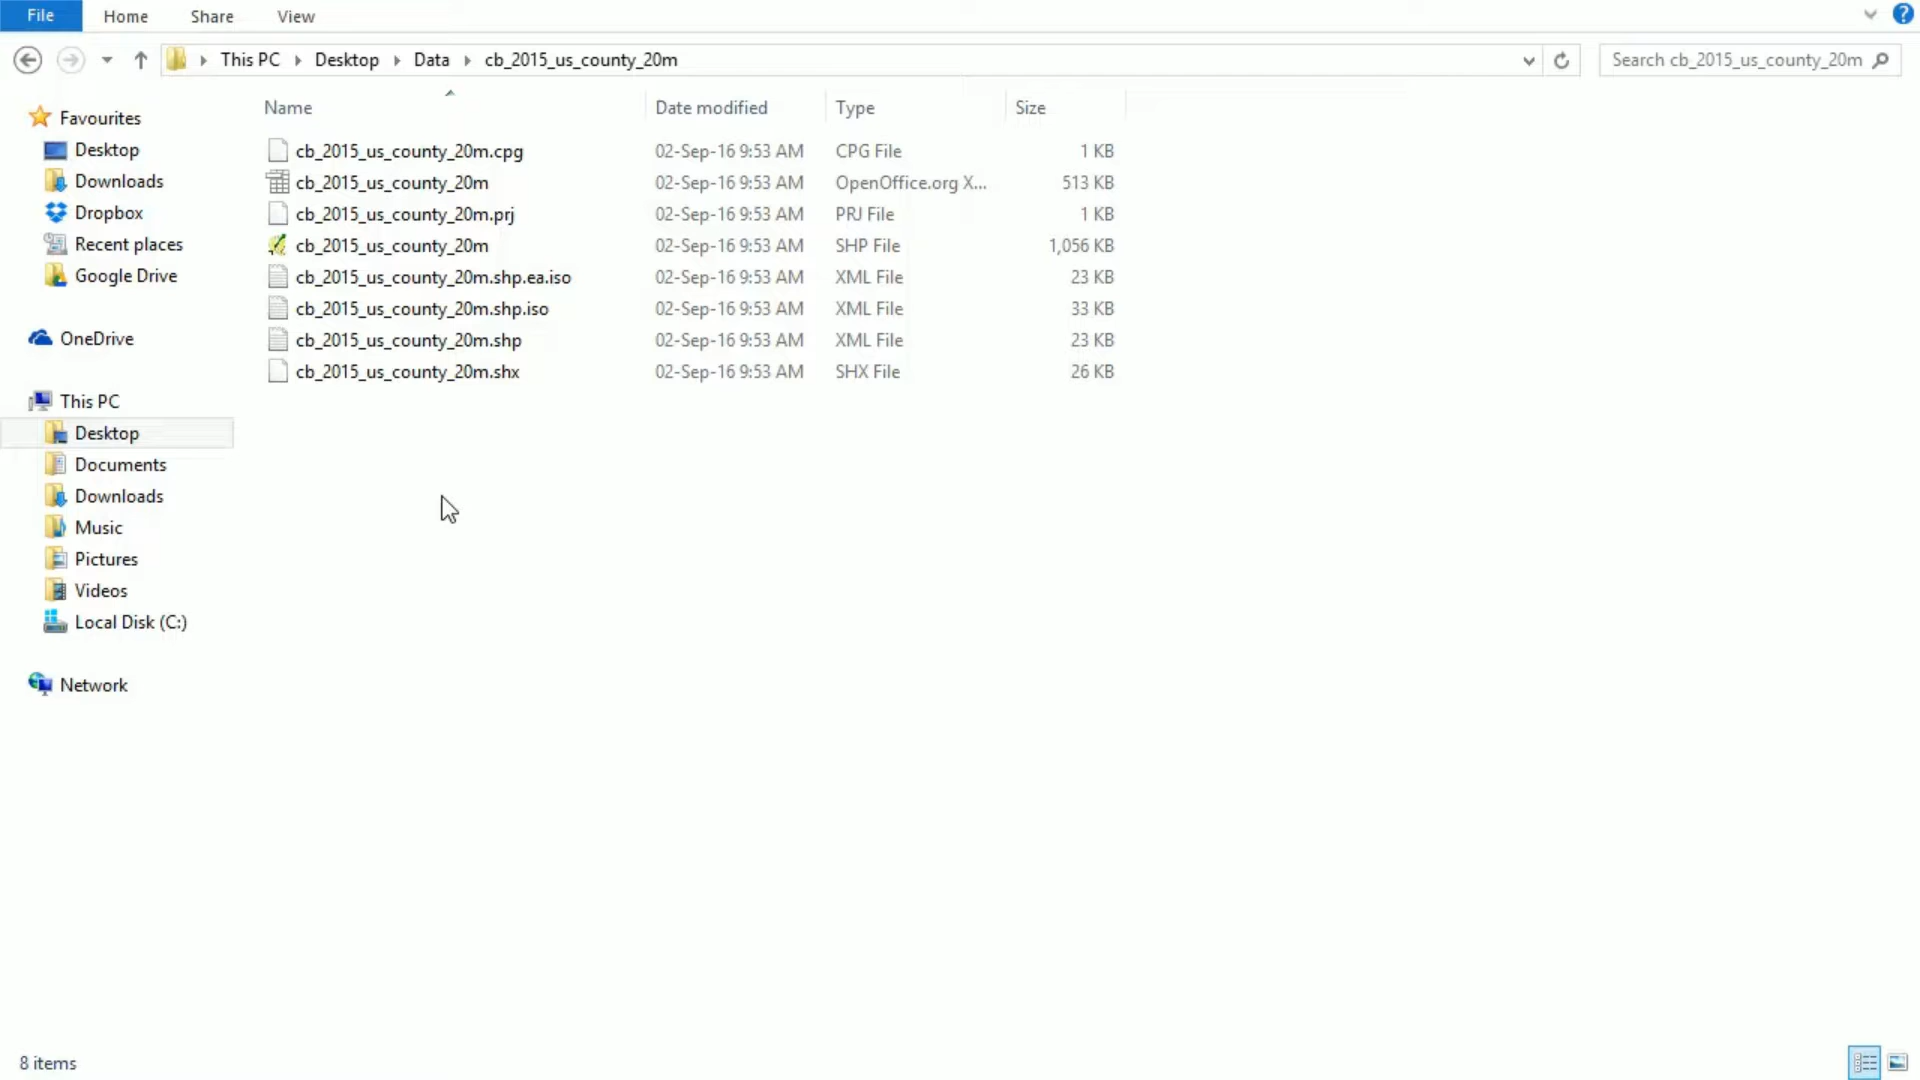 File Home Share View
This PC Desktop Data cb_2015_us_county_20m Search cb_2015_us_county_20m
Favourites
Desktop
Downloads
Dropbox
Recent places
Google Drive
OneDrive
This PC
Desktop
Documents
Downloads
Music
Pictures
Videos
Local Disk (C:)
Network
Name Date modified Type Size
cb_2015_us_county_20m.cpg 02-Sep-16 9:53 AM CPG File 1 KB
cb_2015_us_county_20m 02-Sep-16 9:53 AM OpenOffice.org X... 513 KB
cb_2015_us_county_20m.prj 02-Sep-16 9:53 AM PRJ File 1 KB
cb_2015_us_county_20m 02-Sep-16 9:53 AM SHP File 1,056 KB
cb_2015_us_county_20m.shp.ea.iso 02-Sep-16 9:53 AM XML File 23 KB
cb_2015_us_county_20m.shp.iso 02-Sep-16 9:53 AM XML File 33 KB
cb_2015_us_county_20m.shp 02-Sep-16 9:53 AM XML File 23 KB
cb_2015_us_county_20m.shx 02-Sep-16 9:53 AM SHX File 26 KB
8 items